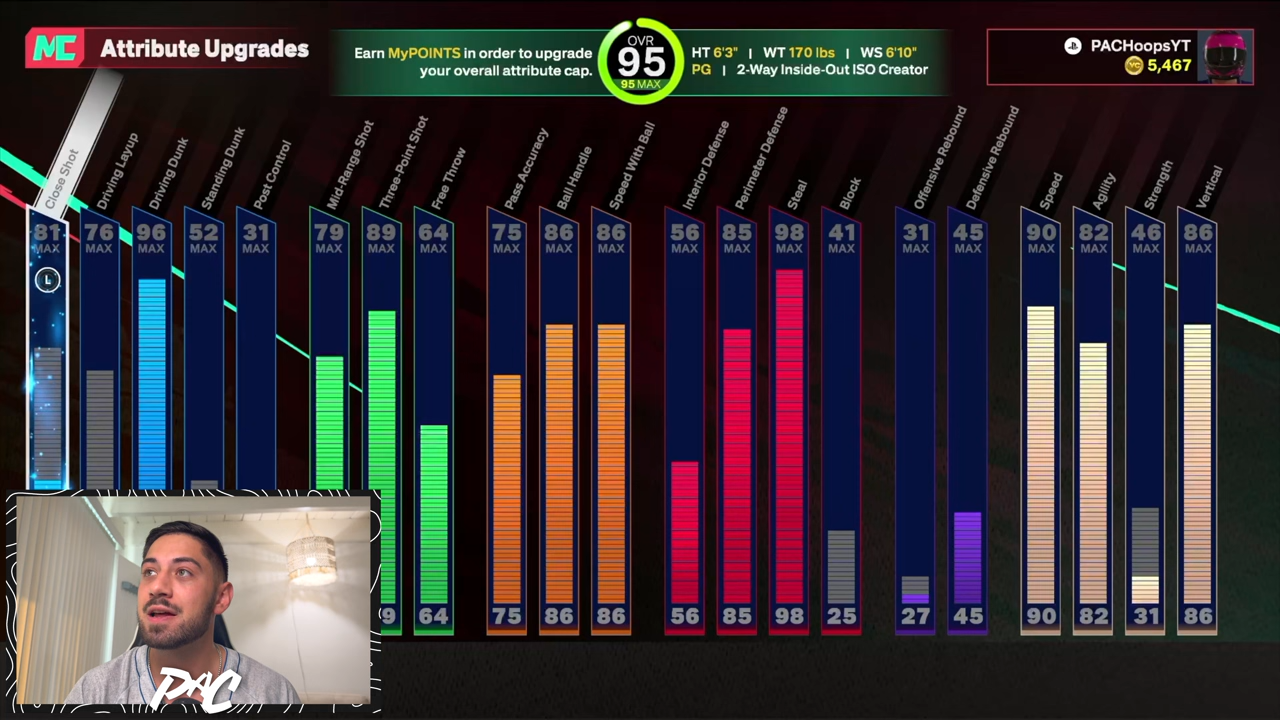 MC Attribute Upgrades
Earn MyPOINTS in order to upgrade
your overall attribute cap.
OVR
95
95 MAX
HT 6'3" | WT 170 lbs | WS 6'10"
PG | 2-Way Inside-Out ISO Creator
PACHoopsYT
VC 5,467
Close Shot
Driving Layup
Driving Dunk
Standing Dunk
Post Control
Mid-Range Shot
Three-Point Shot
Free Throw
Pass Accuracy
Ball Handle
Speed With Ball
Interior Defense
Perimeter Defense
Steal
Block
Offensive Rebound
Defensive Rebound
Speed
Agility
Strength
Vertical
81 76 96 52 31 79 89 64 75 86 86 56 85 98 41 31 45 90 82 46 86
MAX MAX MAX MAX MAX MAX MAX MAX MAX MAX MAX MAX MAX MAX MAX MAX MAX MAX MAX MAX MAX
L
9 64 75 86 86 56 85 98 25 27 45 90 82 31 86
PAC